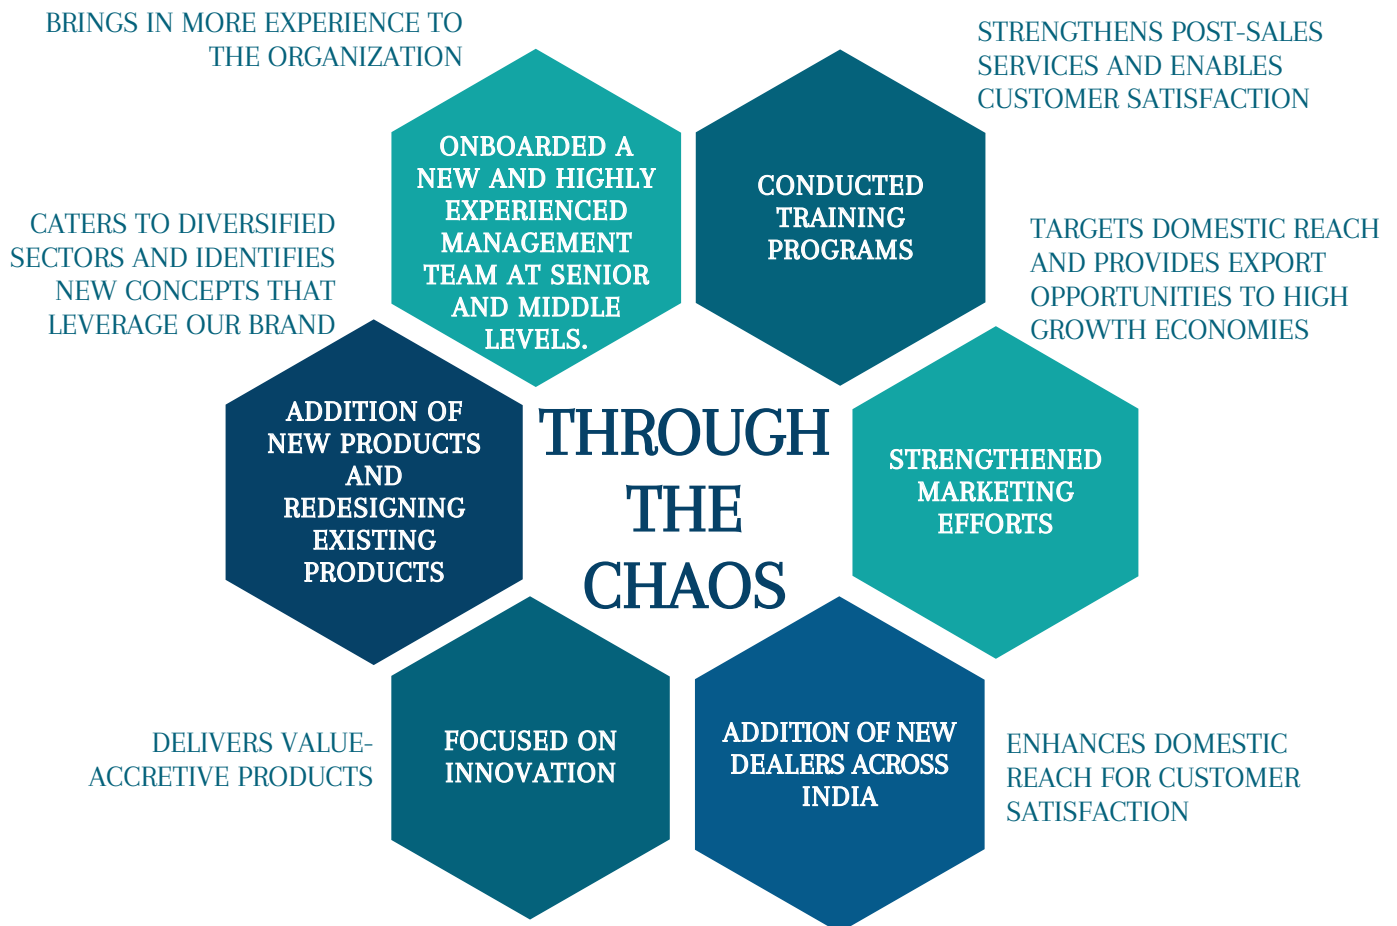 BRINGS IN MORE EXPERIENCE TO
THE ORGANIZATION
ONBOARDED A
NEW AND HIGHLY
EXPERIENCED
MANAGEMENT
TEAM AT SENIOR
AND MIDDLE
LEVELS.
CONDUCTED
TRAINING
PROGRAMS
STRENGTHENS POST-SALES
SERVICES AND ENABLES
CUSTOMER SATISFACTION
CATERS TO DIVERSIFIED
SECTORS AND IDENTIFIES
NEW CONCEPTS THAT
LEVERAGE OUR BRAND
ADDITION OF
NEW PRODUCTS
AND
REDESIGNING
EXISTING
PRODUCTS
THROUGH
THE
CHAOS
TARGETS DOMESTIC REACH
AND PROVIDES EXPORT
OPPORTUNITIES TO HIGH
GROWTH ECONOMIES
STRENGTHENED
MARKETING
EFFORTS
DELIVERS VALUE-
ACCRETIVE PRODUCTS
FOCUSED ON
INNOVATION
ADDITION OF NEW
DEALERS ACROSS
INDIA
ENHANCES DOMESTIC
REACH FOR CUSTOMER
SATISFACTION